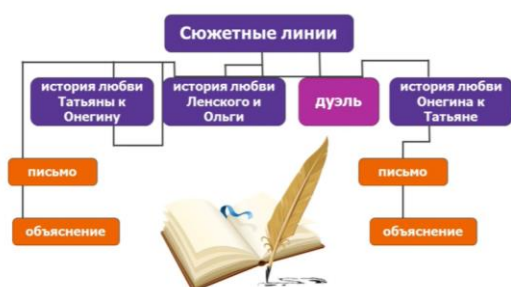 Сюжетные линии
история любви
Татьяны к
Онегину
история любви
Ленского и
Ольги
дуэль
история любви
Онегина к
Татьяне
письмо
письмо
объяснение
объяснение